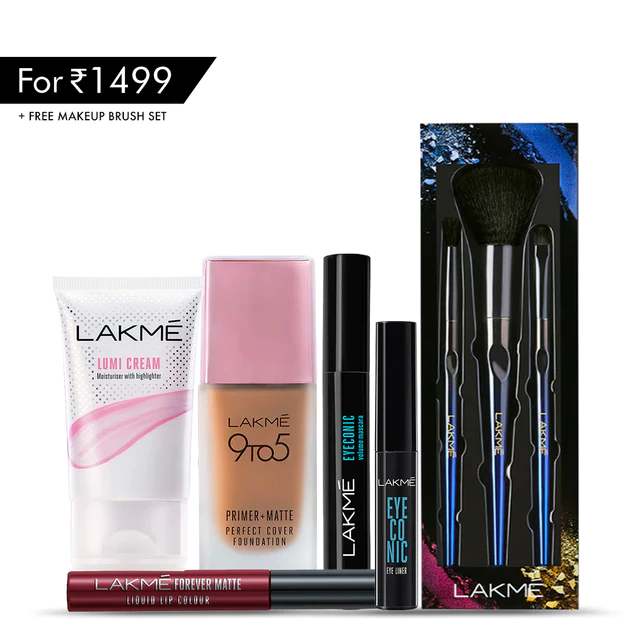 For ₹1499
+ FREE MAKEUP BRUSH SET
LAKMÉ
LUMI CREAM
Moisturiser with highlighter
LAKMÉ
9TO5
PRIMER + MATTE
PERFECT COVER
FOUNDATION
LAKMÉ EYECONIC
volume mascara
LAKMÉ
EYE
CO
NIC
EYE LINER
LAKMÉ
LAKMÉ
LAKMÉ
LAKMÉ
LAKMÉ FOREVER MATTE
LIQUID LIP COLOUR